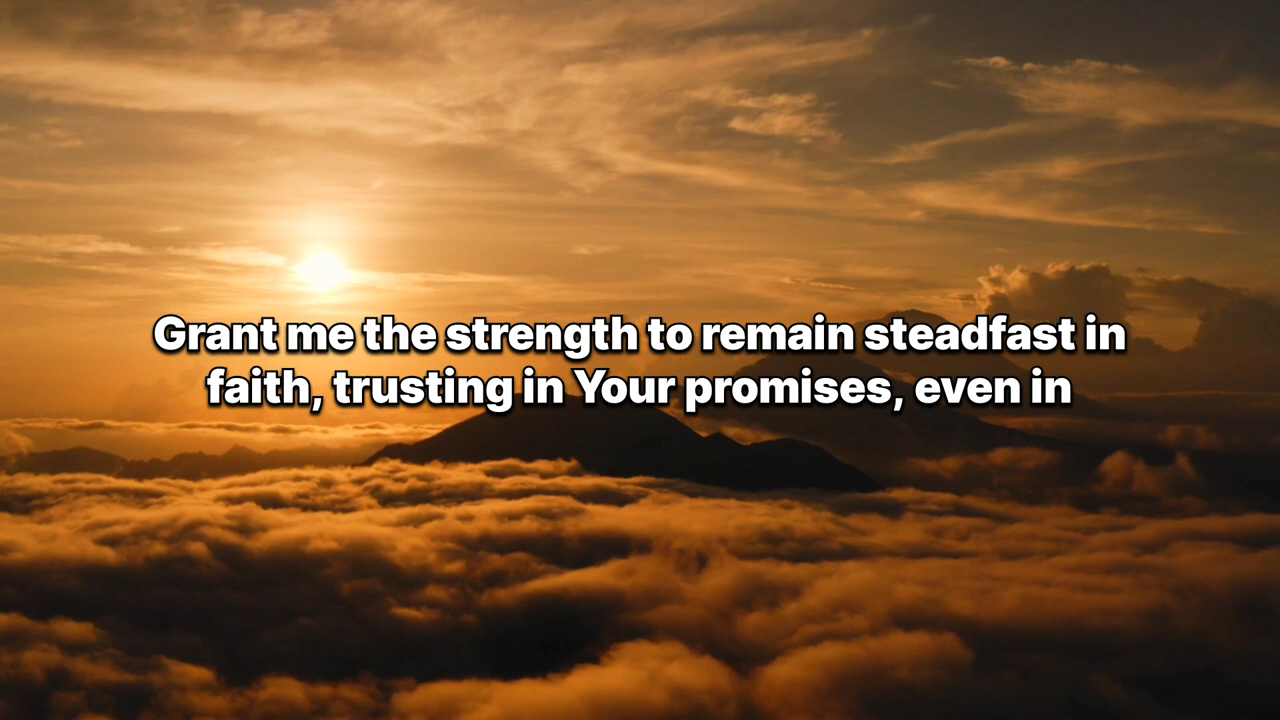 Grant me the strength to remain steadfast in
faith, trusting in Your promises, even in